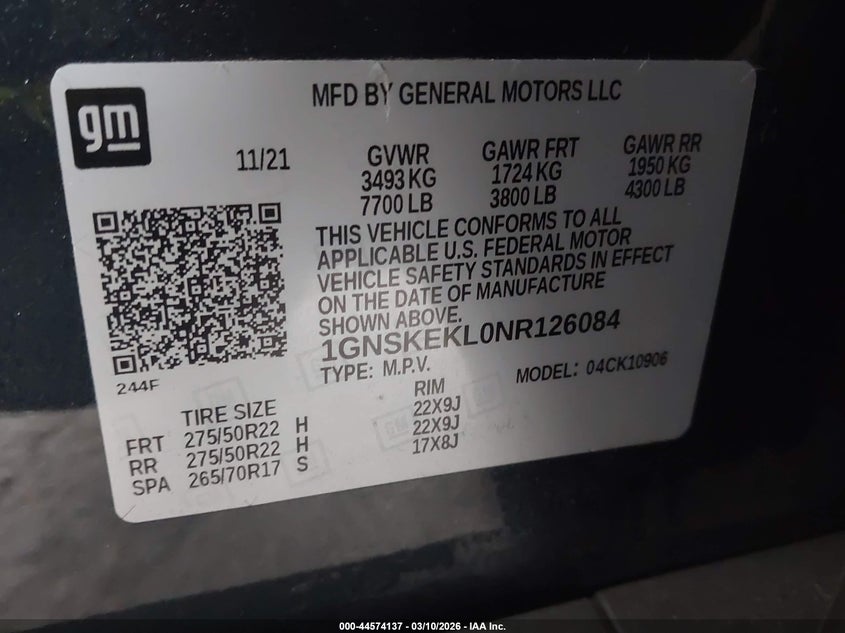 gm
MFD BY GENERAL MOTORS LLC
11/21
GVWR
3493 KG
7700 LB
GAWR FRT
1724 KG
3800 LB
GAWR RR
1950 KG
4300 LB
THIS VEHICLE CONFORMS TO ALL
APPLICABLE U.S. FEDERAL MOTOR
VEHICLE SAFETY STANDARDS IN EFFECT
ON THE DATE OF MANUFACTURE
SHOWN ABOVE.
1GNSKEKL0NR126084
TYPE: M.P.V.
MODEL: 04CK10906
244F
TIRE SIZE RIM
FRT 275/50R22 H 22X9J
RR 275/50R22 H 22X9J
SPA 265/70R17 S 17X8J
000-44574137 - 03/10/2026 - IAA Inc.